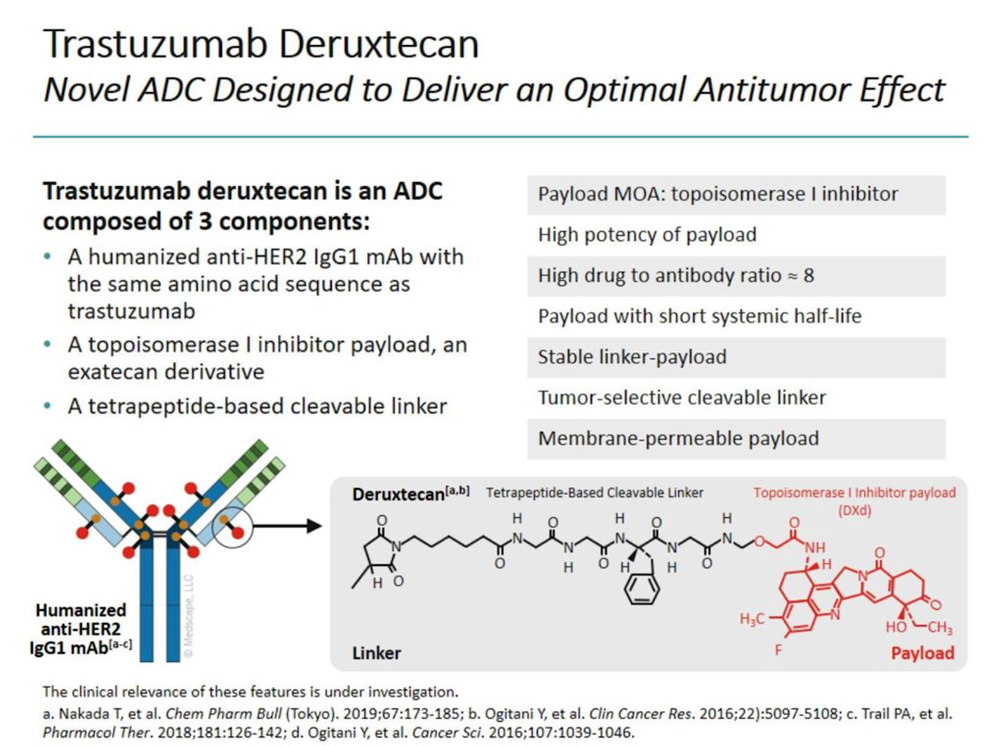 Trastuzumab Deruxtecan
Novel ADC Designed to Deliver an Optimal Antitumor Effect
Trastuzumab deruxtecan is an ADC
composed of 3 components:
• A humanized anti-HER2 IgG1 mAb with
the same amino acid sequence as
trastuzumab
• A topoisomerase I inhibitor payload, an
exatecan derivative
• A tetrapeptide-based cleavable linker
Payload MOA: topoisomerase I inhibitor
High potency of payload
High drug to antibody ratio ≈ 8
Payload with short systemic half-life
Stable linker-payload
Tumor-selective cleavable linker
Membrane-permeable payload
Humanized
anti-HER2
IgG1 mAb[a-c]
© Medscape, LLC
Deruxtecan[a,b] Tetrapeptide-Based Cleavable Linker Topoisomerase I Inhibitor payload
(DXd)
H O H O H O
O N N N N O
N O N O N O NH
H O H H O H
H O N O
H₃C N O
HO CH₃
F
Linker Payload
The clinical relevance of these features is under investigation.
a. Nakada T, et al. Chem Pharm Bull (Tokyo). 2019;67:173-185; b. Ogitani Y, et al. Clin Cancer Res. 2016;22):5097-5108; c. Trail PA, et al.
Pharmacol Ther. 2018;181:126-142; d. Ogitani Y, et al. Cancer Sci. 2016;107:1039-1046.